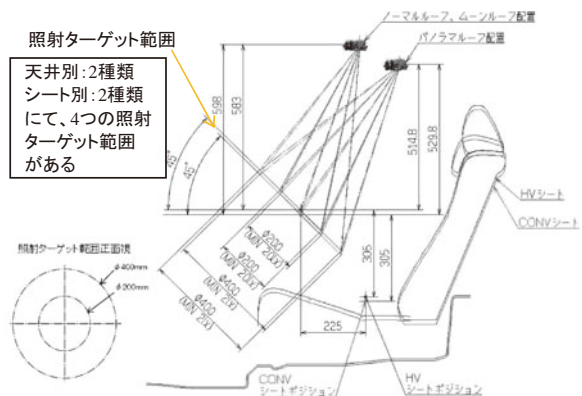 照射ターゲット範囲
天井別:2種類
シート別:2種類
にて、4つの照射
ターゲット範囲
がある
ノーマルルーフ、ムーンルーフ配置
パノラマルーフ配置
598
583
514.8
529.8
45°
45°
HVシート
CONVシート
照射ターゲット範囲正面視
φ400mm
φ200mm
φ200
(MIN 200x)
φ200
(MIN 200x)
φ400
(MIN 2lx)
φ400
(MIN 2lx)
305
305
225
CONV
シートポジション
HV
シートポジション